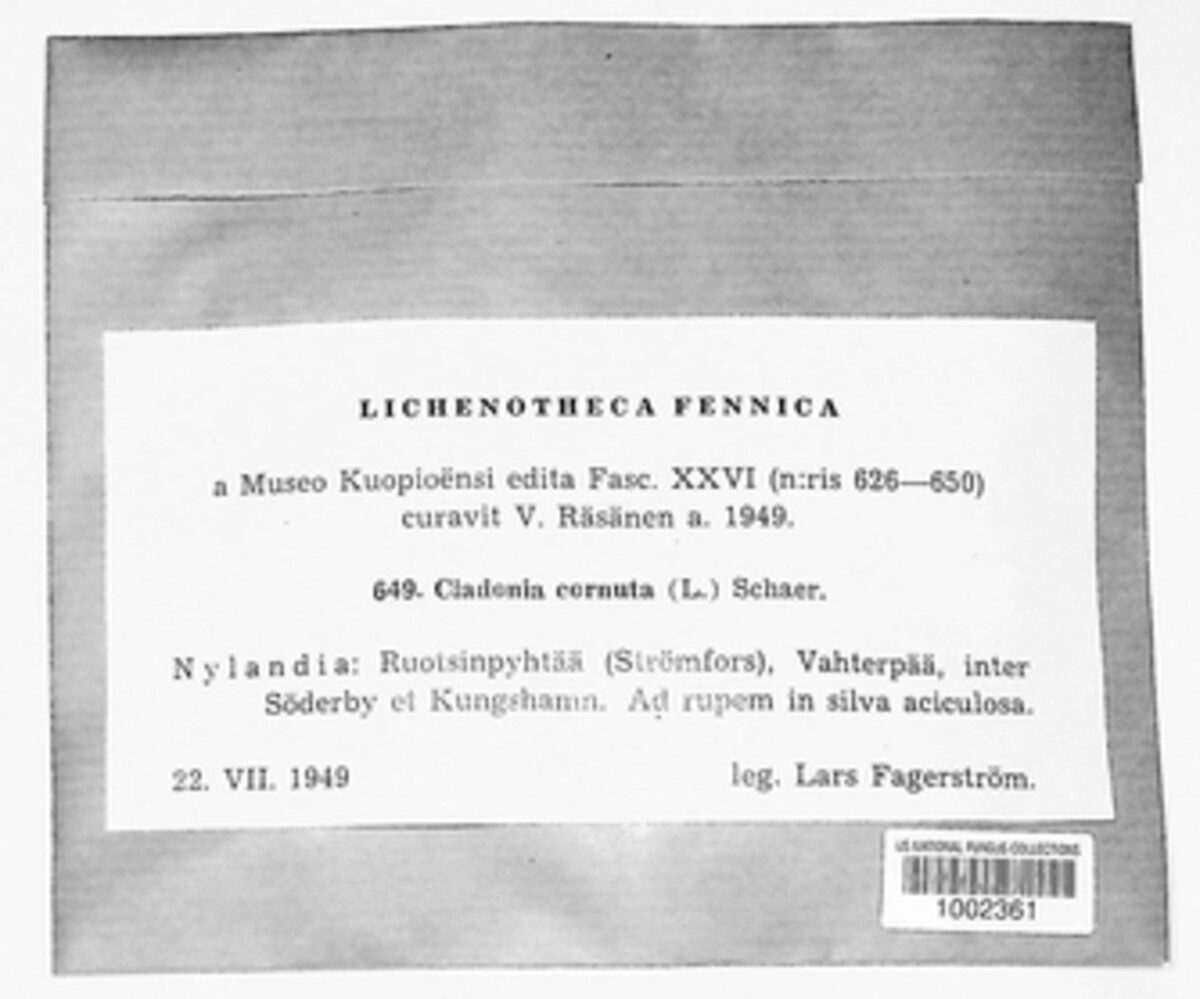 LICHENOTHECA FENNICA
a Museo Kuopioënsi edita Fasc. XXVI (n:ris 626—650)
curavit V. Räsänen a. 1949.
649. Cladonia cornuta (L.) Schaer.
Nylandia: Ruotsinpyhtää (Strömfors), Vahterpää, inter
Söderby et Kungshamn. Ad rupem in silva aciculosa.
22. VII. 1949 leg. Lars Fagerström.
US NATIONAL FUNGUS COLLECTIONS
1002361